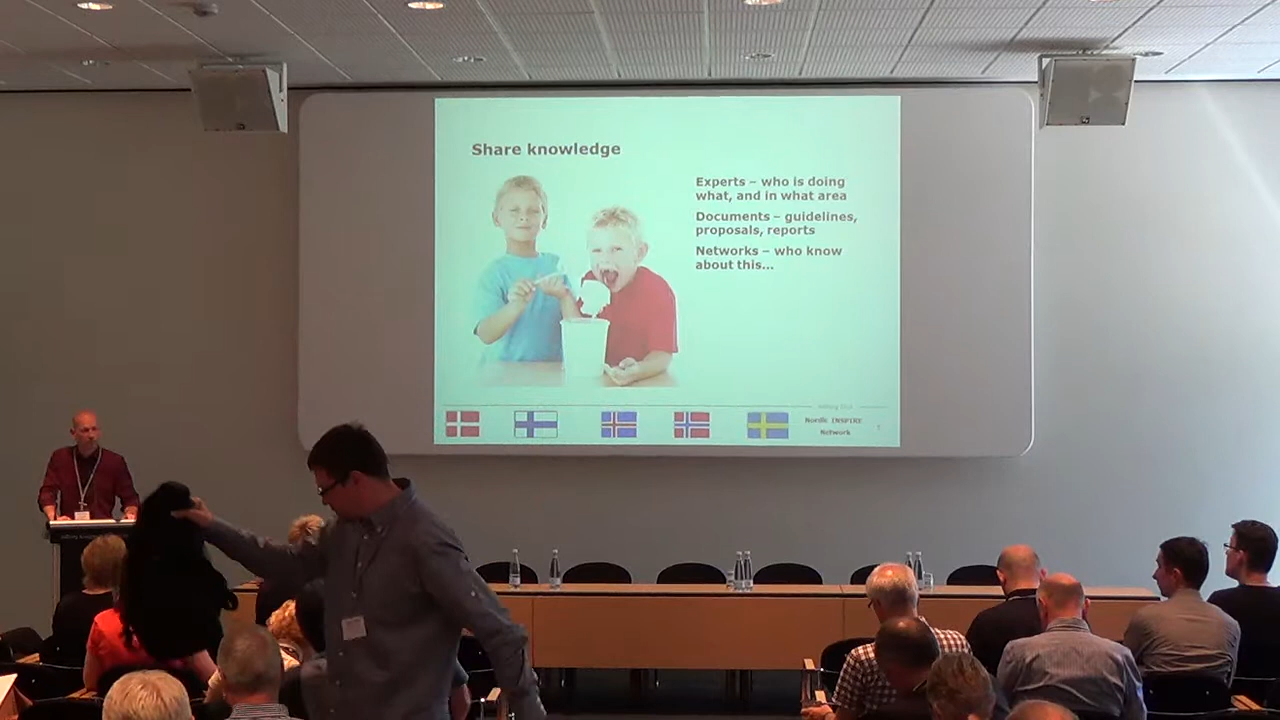 Share knowledge
Experts – who is doing
what, and in what area
Documents – guidelines,
proposals, reports
Networks – who know
about this...
Nordic INSPIRE
Network